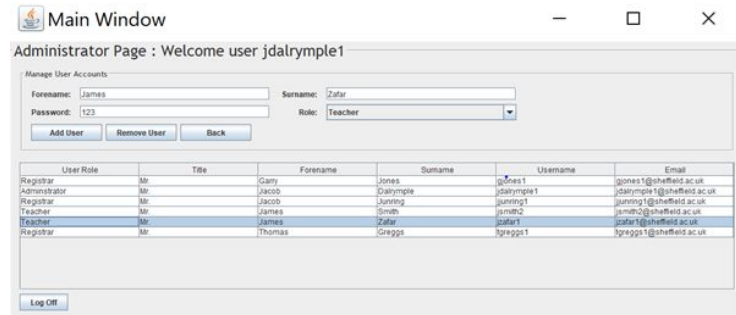 Main Window
Administrator Page : Welcome user jdalrymple1
Manage User Accounts
Forename: James Surname: Zafar
Password: 123 Role: Teacher
Add User Remove User Back
User Role Title Forename Surname Username Email
Registrar Mr. Garry Jones gjones1 gjones1@sheffield.ac.uk
Adminstrator Mr. Jacob Dalrymple jdalrymple1 jdalrymple1@sheffield.ac.uk
Registrar Mr. Jacob Junring jjunring1 jjunring1@sheffield.ac.uk
Teacher Mr. James Smith jsmith2 jsmith2@sheffield.ac.uk
Teacher Mr. James Zafar jzafar1 jzafar1@sheffield.ac.uk
Registrar Mr. Thomas Greggs tgreggs1 tgreggs1@sheffield.ac.uk
Log Off